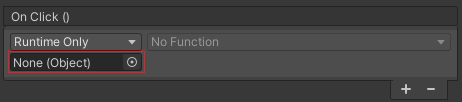 On Click ()
Runtime Only No Function
None (Object)